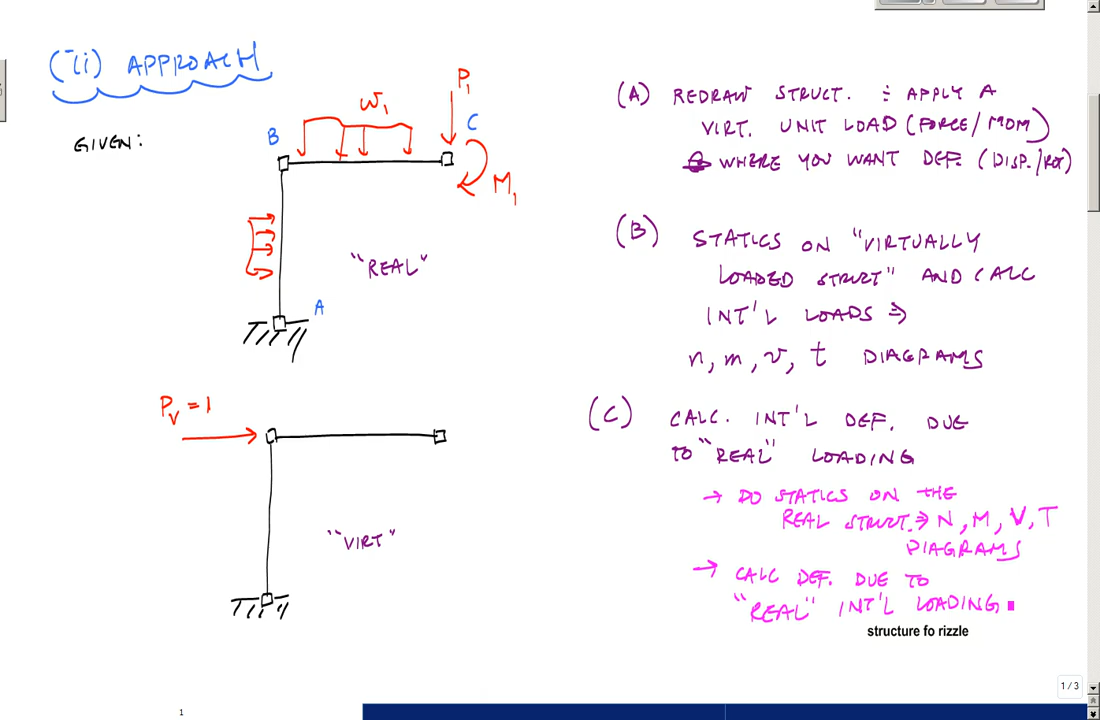 (ii) APPROACH
GIVEN:
W1
P1
B
C
M1
"REAL"
A
PV = 1
"VIRT"
(A) REDRAW STRUCT. & APPLY A
VIRT. UNIT LOAD (FORCE/MOM)
WHERE YOU WANT DEF. (DISP./ROT)
(B) STATICS ON "VIRTUALLY
LOADED STRUCT" AND CALC
INT'L LOADS ⇒
n, m, v, t DIAGRAMS
(C) CALC. INT'L DEF. DUE
TO "REAL" LOADING
→ DO STATICS ON THE
REAL STRUCT. ⇒ N, M, V, T
DIAGRAMS
→ CALC DEF. DUE TO
"REAL" INT'L LOADING
structure fo rizzle
1 / 3
1